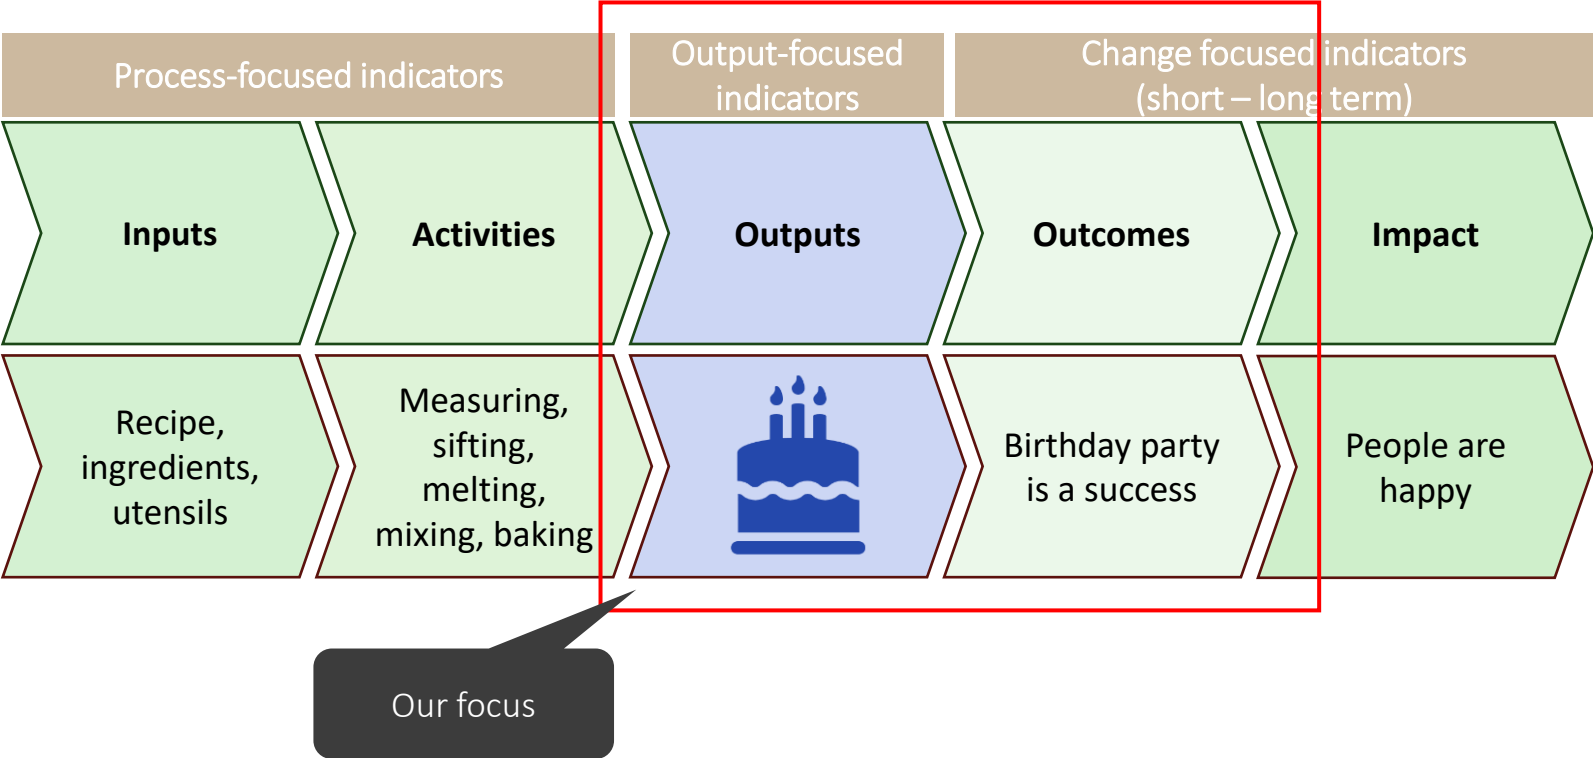 Process-focused indicators
Output-focused
indicators
Change focused indicators
(short – long term)
Inputs
Activities
Outputs
Outcomes
Impact
Recipe,
ingredients,
utensils
Measuring,
sifting,
melting,
mixing, baking
Birthday party
is a success
People are
happy
Our focus